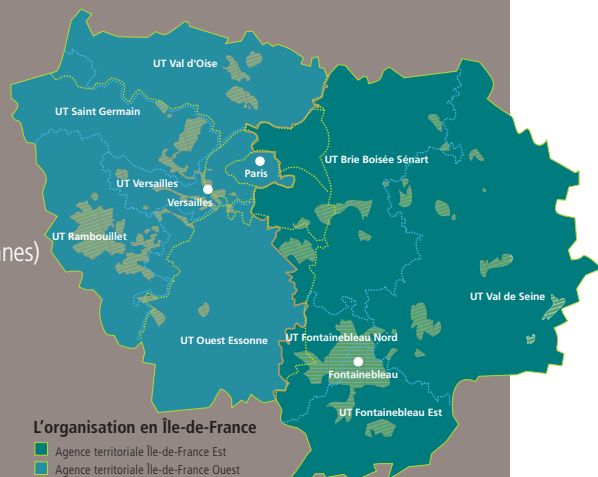 UT Val d'Oise
UT Saint Germain
UT Brie Boisée Sénart
Paris
UT Versailles
Versailles
UT Rambouillet
nnes)
UT Val de Seine
UT Ouest Essonne
UT Fontainebleau Nord
Fontainebleau
UT Fontainebleau Est
L'organisation en Île-de-France
Agence territoriale Île-de-France Est
Agence territoriale Île-de-France Ouest